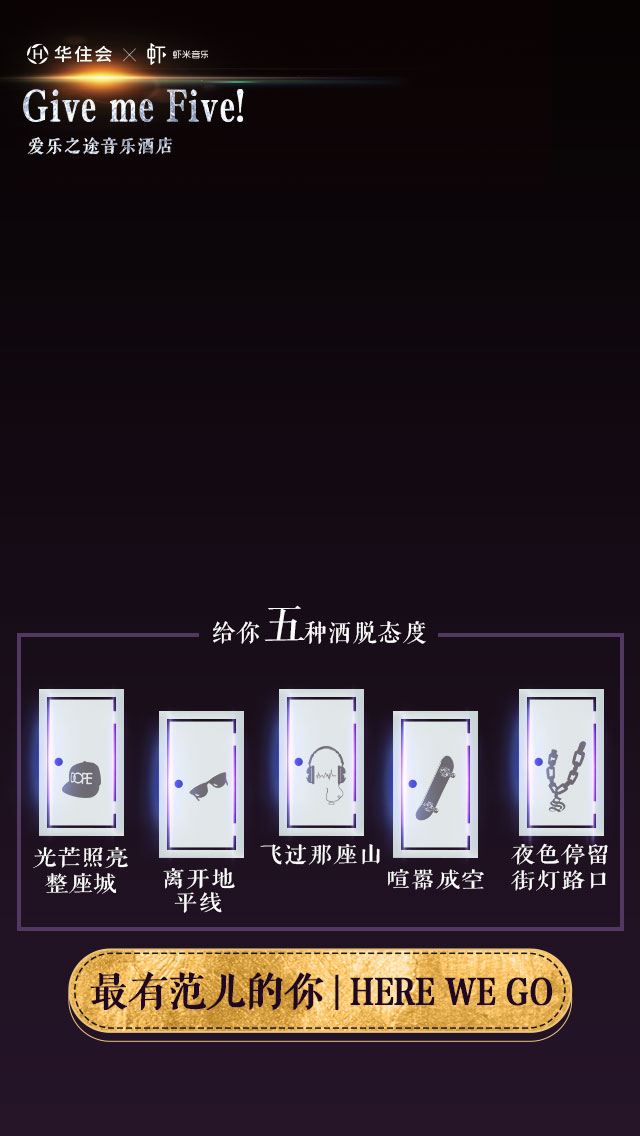 华住会 × 虾 虾米音乐
Give me Five!
爱乐之途音乐酒店
给你五种洒脱态度
DOPE
光芒照亮
整座城
离开地
平线
飞过那座山
喧嚣成空
夜色停留
街灯路口
最有范儿的你 | HERE WE GO